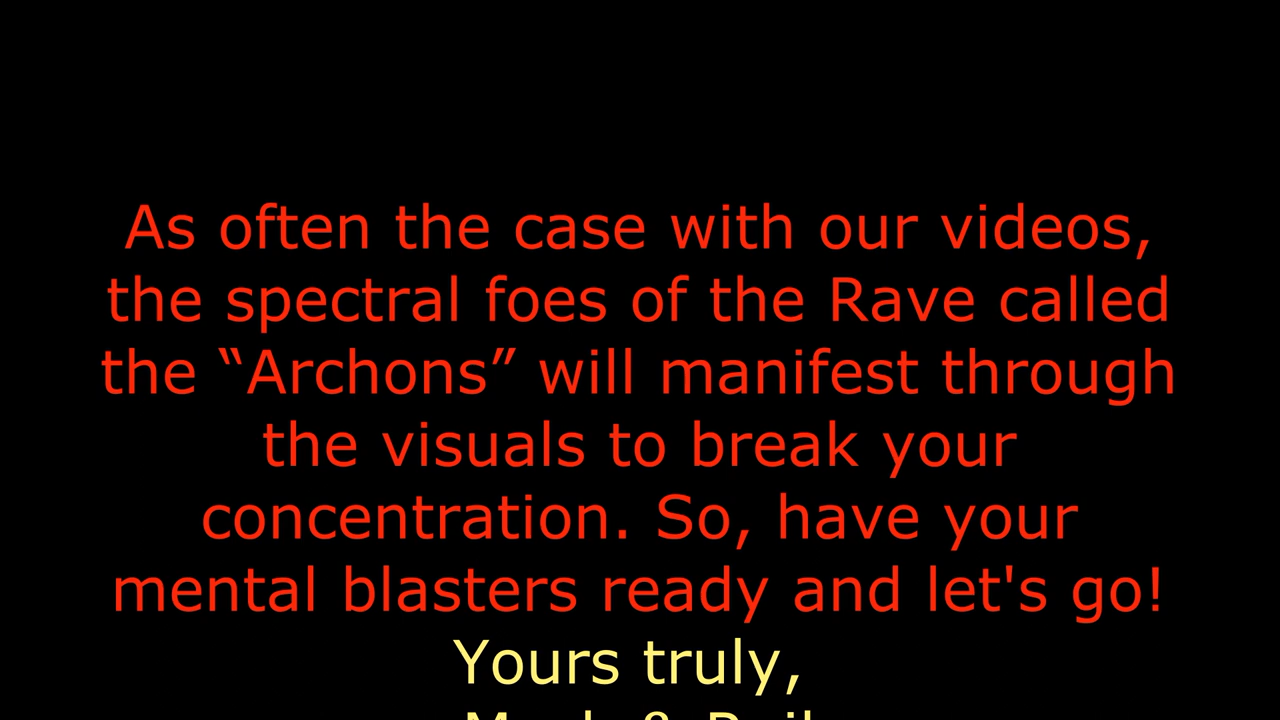 As often the case with our videos,
the spectral foes of the Rave called
the “Archons” will manifest through
the visuals to break your
concentration. So, have your
mental blasters ready and let's go!
Yours truly,